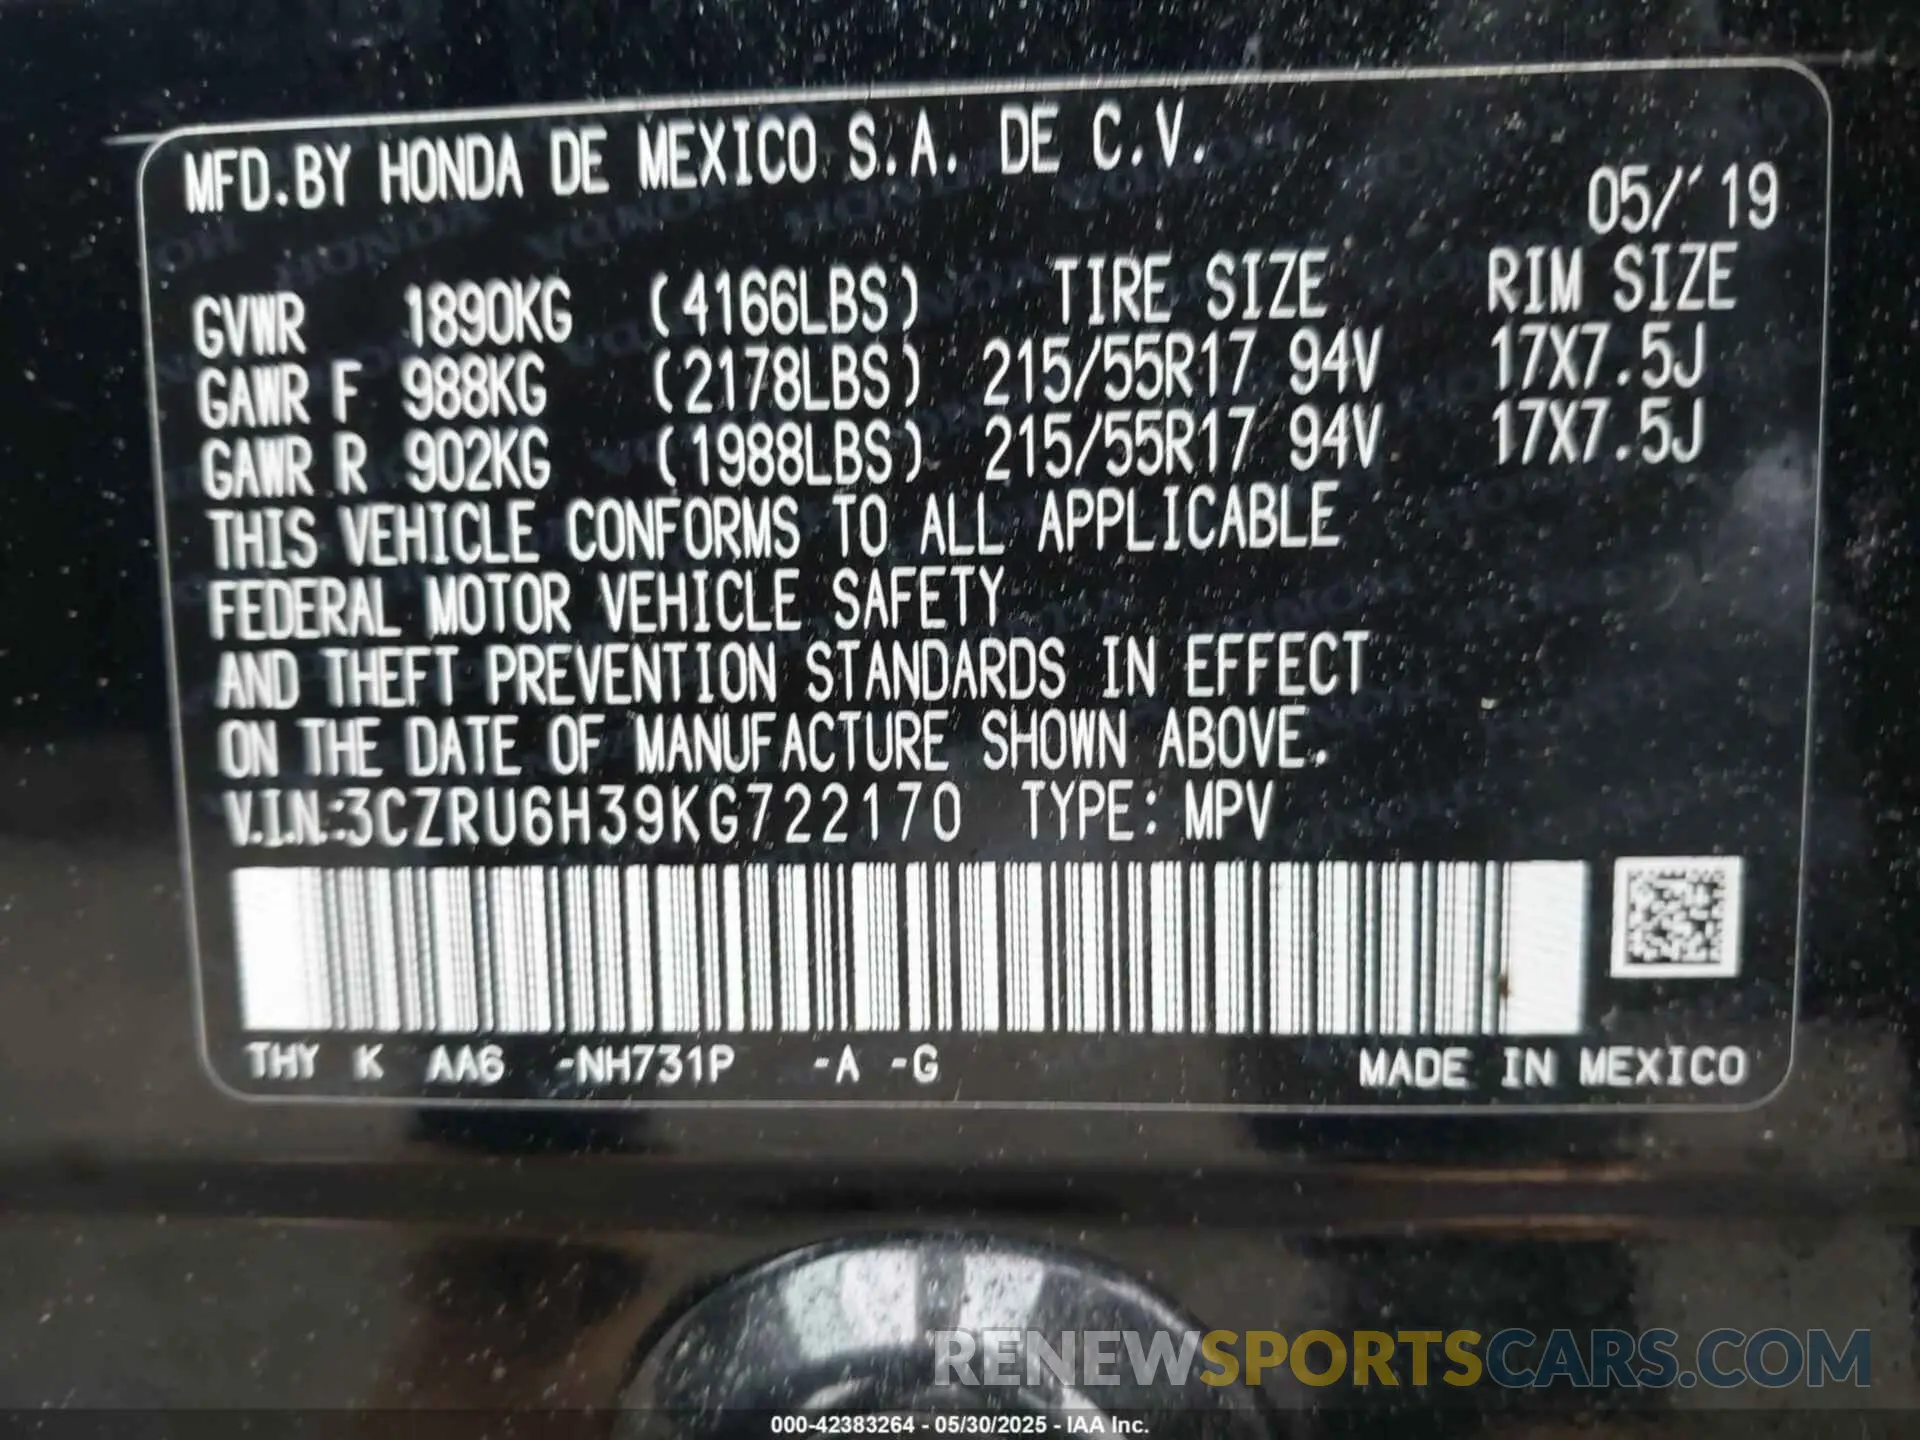 MFD.BY HONDA DE MEXICO S.A. DE C.V.
05/'19
GVWR 1890KG (4166LBS) TIRE SIZE RIM SIZE
GAWR F 988KG (2178LBS) 215/55R17 94V 17X7.5J
GAWR R 902KG (1988LBS) 215/55R17 94V 17X7.5J
THIS VEHICLE CONFORMS TO ALL APPLICABLE
FEDERAL MOTOR VEHICLE SAFETY
AND THEFT PREVENTION STANDARDS IN EFFECT
ON THE DATE OF MANUFACTURE SHOWN ABOVE.
V.I.N.:3CZRU6H39KG722170 TYPE: MPV
THY K AA6 -NH731P -A -G MADE IN MEXICO
RENEWSPORTSCARS.COM
000-42383264 - 05/30/2025 - IAA Inc.